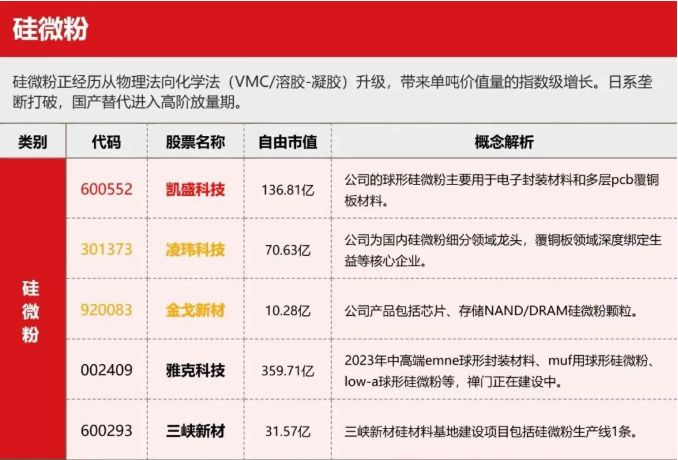 硅微粉
硅微粉正经历从物理法向化学法（VMC/溶胶-凝胶）升级，带来单吨价值量的指数级增长。日系垄
断打破，国产替代进入高阶放量期。
类别 代码 股票名称 自由市值 概念解析
硅微粉
600552 凯盛科技 136.81亿 公司的球形硅微粉主要用于电子封装材料和多层pcb覆铜
板材料。
301373 凌玮科技 70.63亿 公司为国内硅微粉细分领域龙头，覆铜板领域深度绑定生
益等核心企业。
920083 金戈新材 10.28亿 公司产品包括芯片、存储NAND/DRAM硅微粉颗粒。
002409 雅克科技 359.71亿 2023年中高端emne球形封装材料、muf用球形硅微粉、
low-a球形硅微粉等，禅门正在建设中。
600293 三峡新材 31.57亿 三峡新材硅材料基地建设项目包括硅微粉生产线1条。